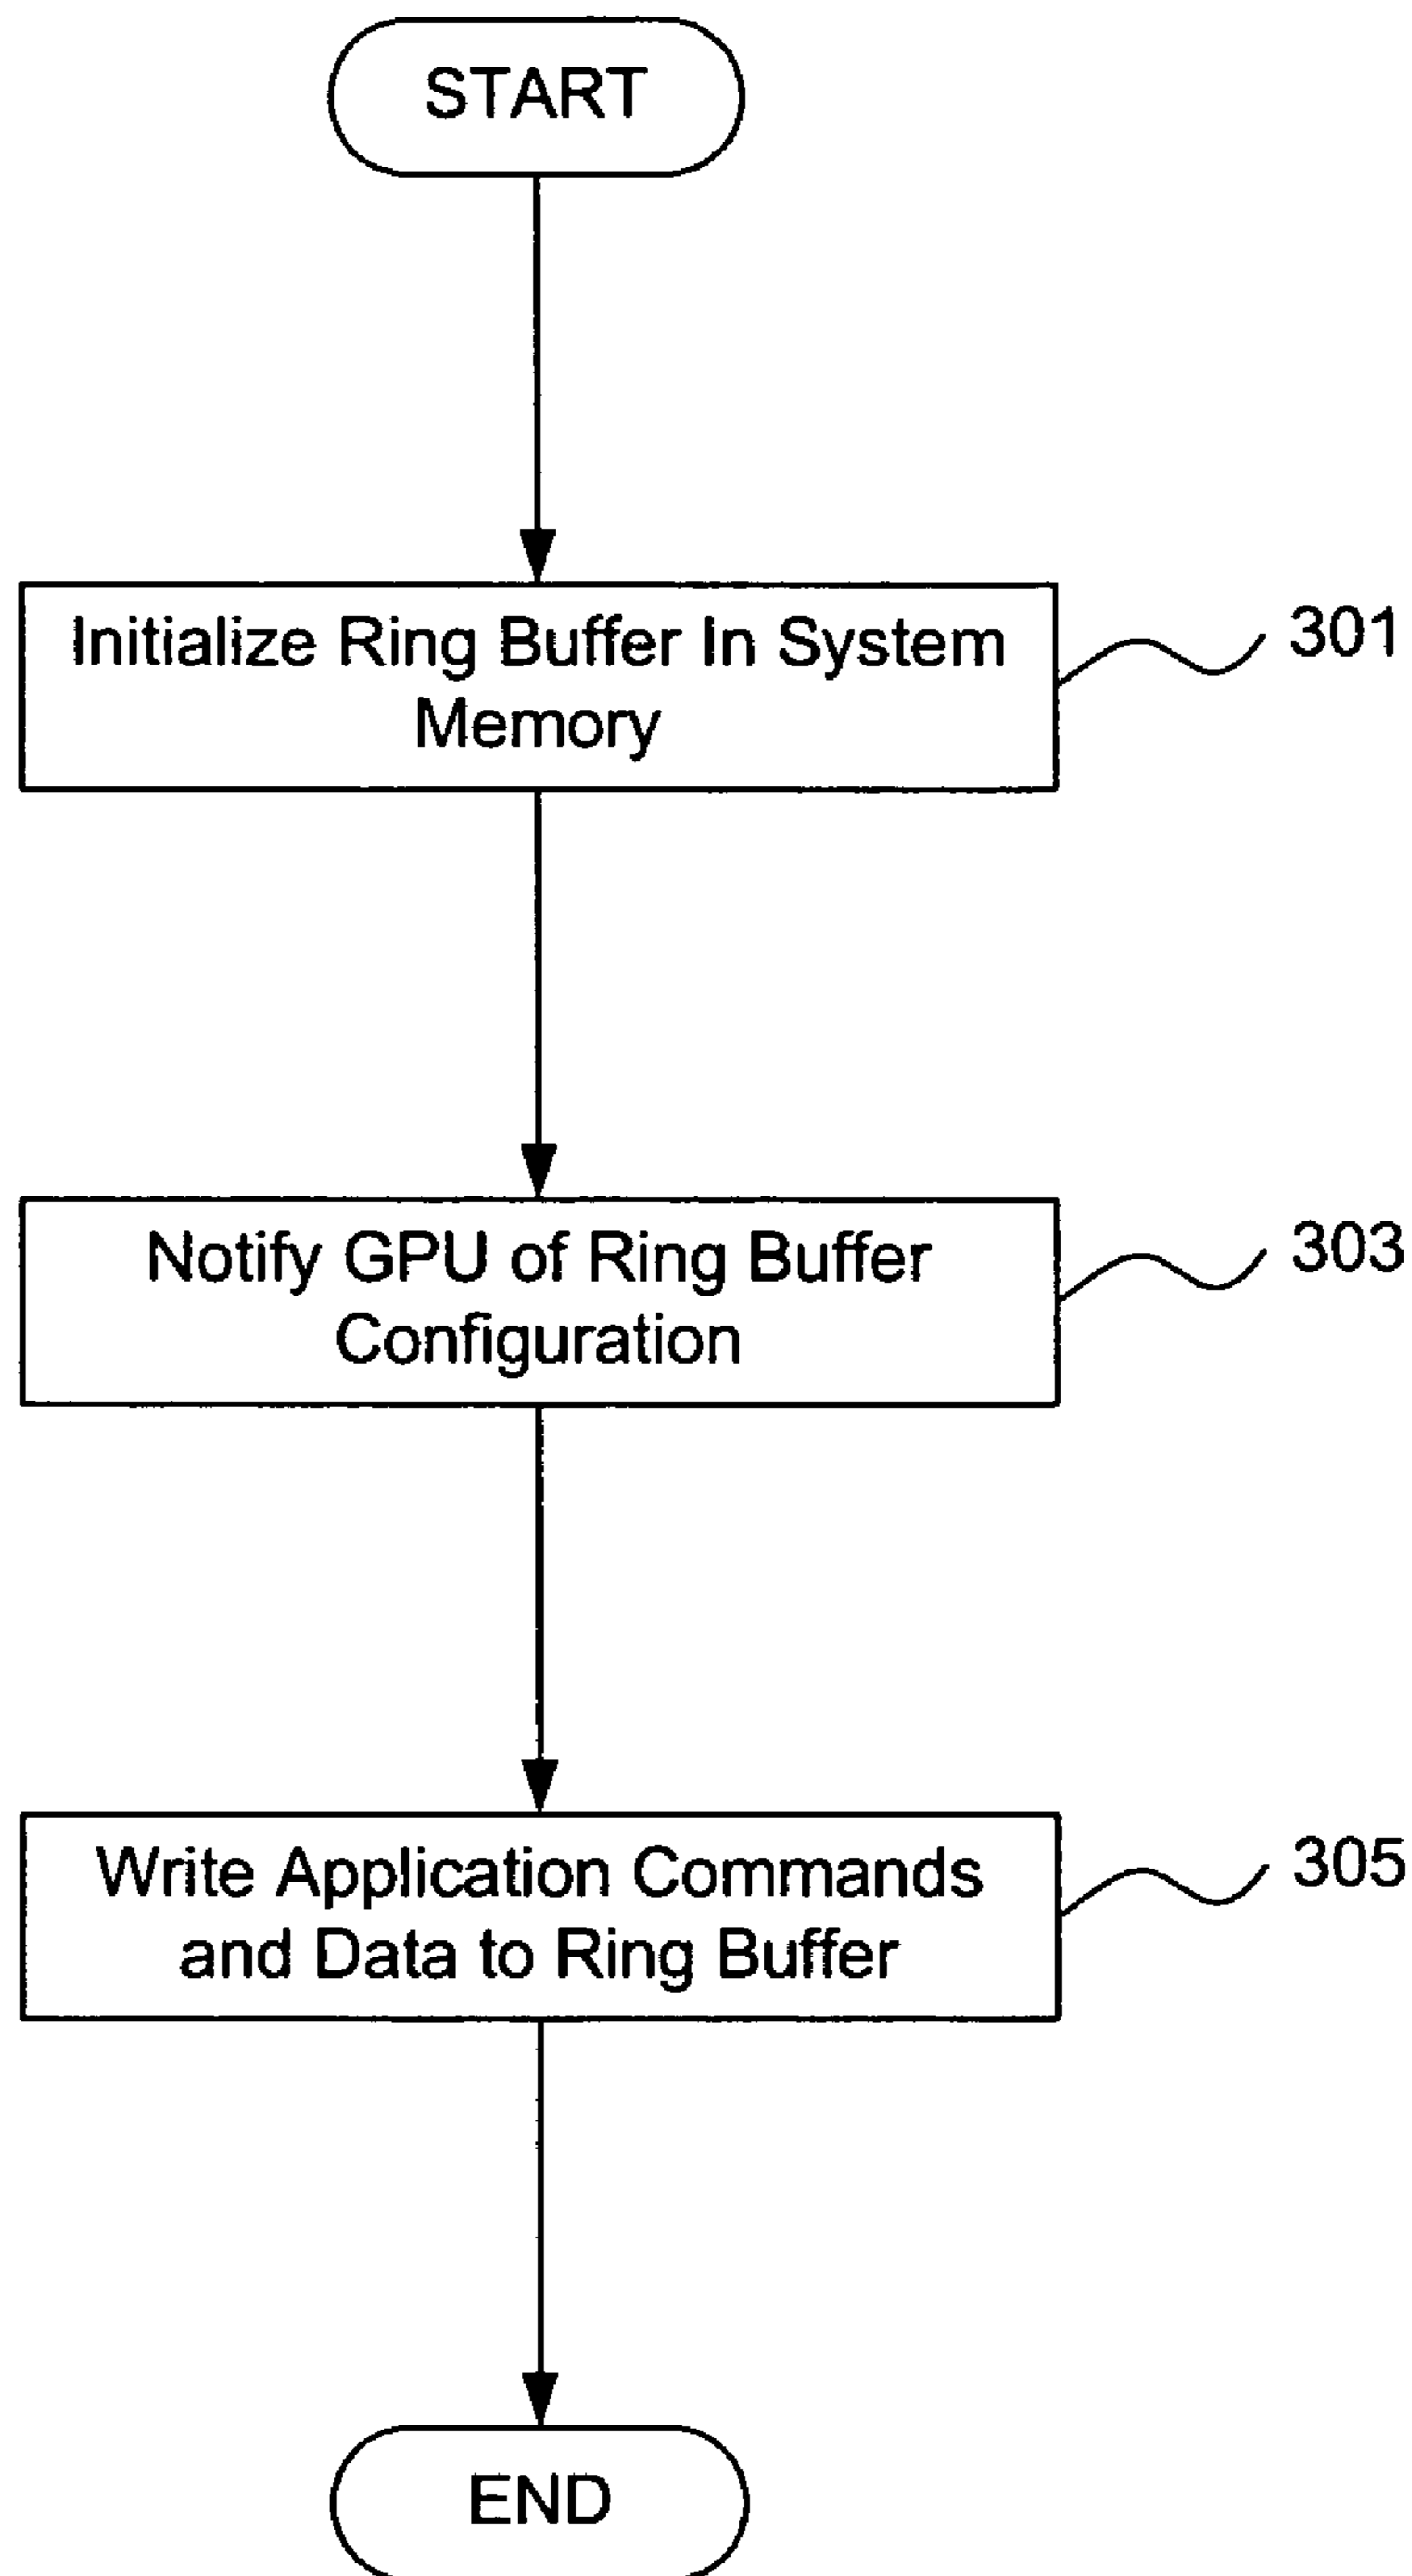 START
Initialize Ring Buffer In System
Memory
301
Notify GPU of Ring Buffer
Configuration
303
Write Application Commands
and Data to Ring Buffer
305
END